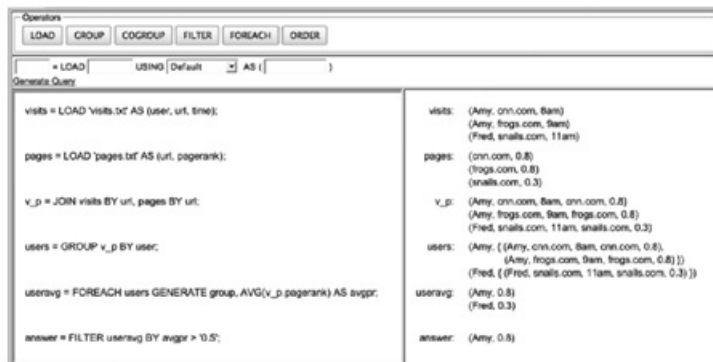 Operators
LOAD GROUP COGROUP FILTER FOREACH ORDER
= LOAD USING Default AS ( )
Generate Query
visits = LOAD 'visits.txt' AS (user, url, time);
visits: (Amy, cnn.com, 8am)
(Amy, frogs.com, 9am)
(Fred, snails.com, 11am)
pages = LOAD 'pages.txt' AS (url, pagerank);
pages: (cnn.com, 0.8)
(frogs.com, 0.8)
(snails.com, 0.3)
v_p = JOIN visits BY url, pages BY url;
v_p: (Amy, cnn.com, 8am, cnn.com, 0.8)
(Amy, frogs.com, 9am, frogs.com, 0.8)
(Fred, snails.com, 11am, snails.com, 0.3)
users = GROUP v_p BY user;
users: (Amy, { (Amy, cnn.com, 8am, cnn.com, 0.8),
(Amy, frogs.com, 9am, frogs.com, 0.8) })
(Fred, { (Fred, snails.com, 11am, snails.com, 0.3) })
useravg = FOREACH users GENERATE group, AVG(v_p.pagerank) AS avgpr;
useravg: (Amy, 0.8)
(Fred, 0.3)
answer = FILTER useravg BY avgpr > '0.5';
answer: (Amy, 0.8)